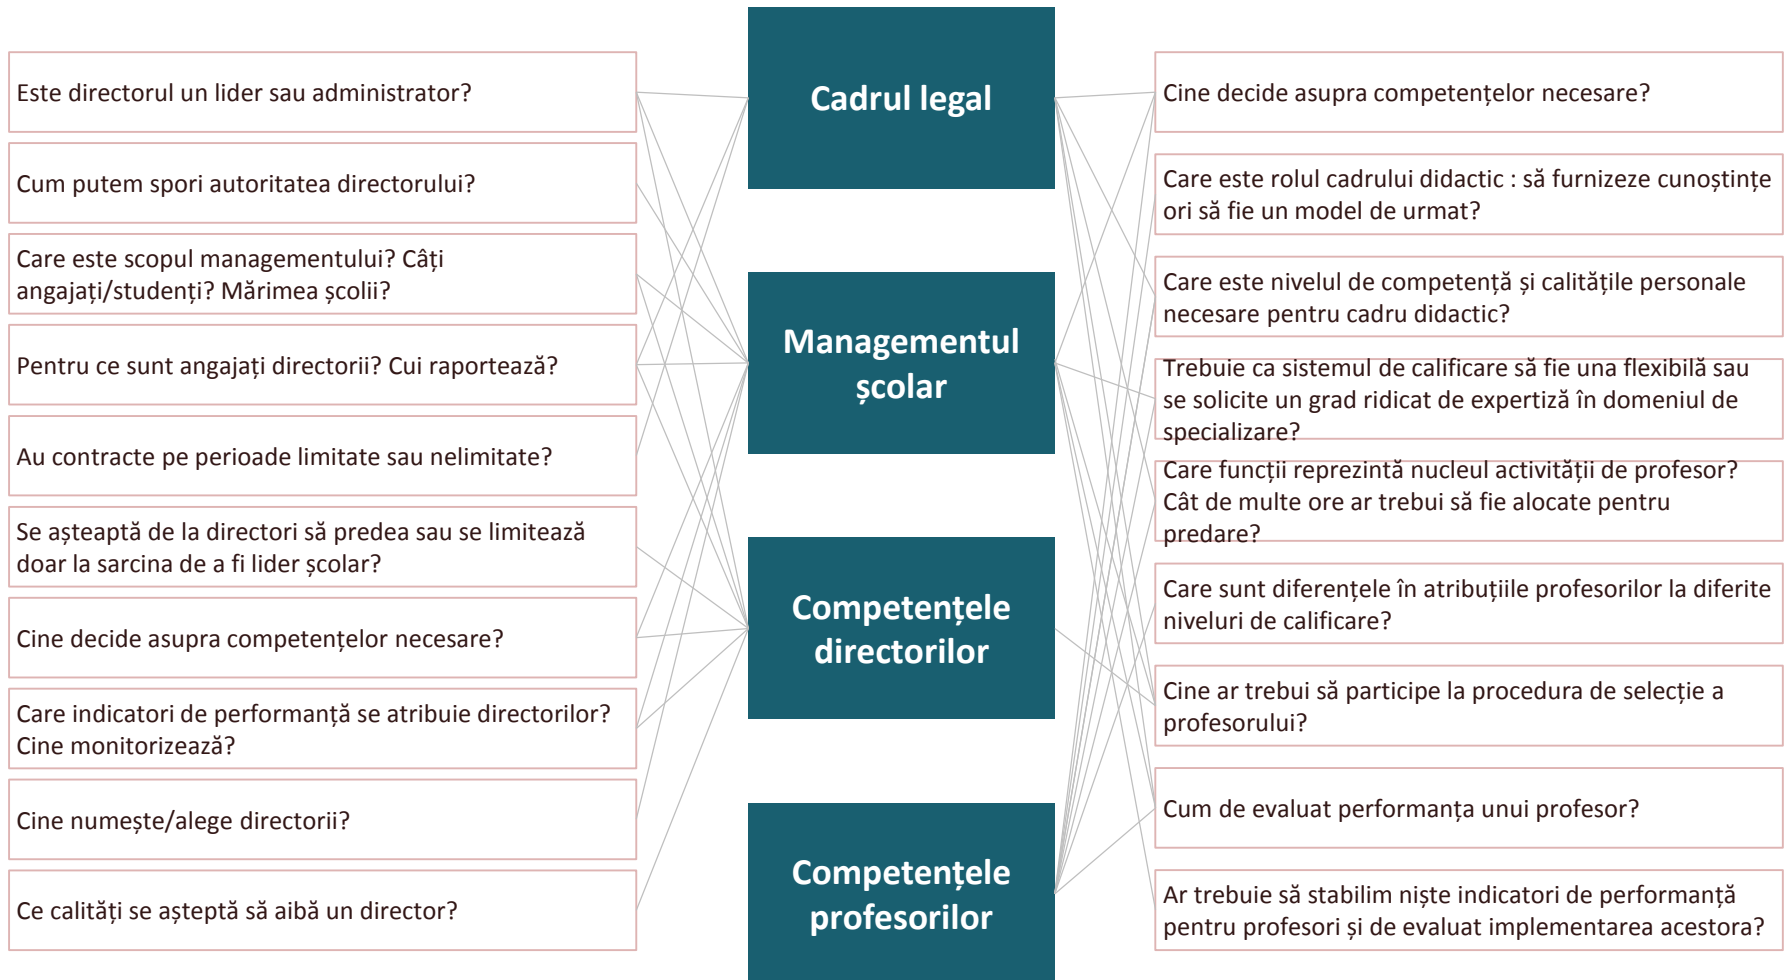 Este directorul un lider sau administrator?
Cum putem spori autoritatea directorului?
Care este scopul managementului? Câți
angajați/studenți? Mărimea școlii?
Pentru ce sunt angajați directorii? Cui raportează?
Au contracte pe perioade limitate sau nelimitate?
Se așteaptă de la directori să predea sau se limitează
doar la sarcina de a fi lider școlar?
Cine decide asupra competențelor necesare?
Care indicatori de performanță se atribuie directorilor?
Cine monitorizează?
Cine numește/alege directorii?
Ce calități se așteptă să aibă un director?
Cadrul legal
Managementul
școlar
Competențele
directorilor
Competențele
profesorilor
Cine decide asupra competențelor necesare?
Care este rolul cadrului didactic : să furnizeze cunoștințe
ori să fie un model de urmat?
Care este nivelul de competență și calitățile personale
necesare pentru cadru didactic?
Trebuie ca sistemul de calificare să fie una flexibilă sau
se solicite un grad ridicat de expertiză în domeniul de
specializare?
Care funcții reprezintă nucleul activității de profesor?
Cât de multe ore ar trebui să fie alocate pentru
predare?
Care sunt diferențele în atribuțiile profesorilor la diferite
niveluri de calificare?
Cine ar trebui să participe la procedura de selecție a
profesorului?
Cum de evaluat performanța unui profesor?
Ar trebuie să stabilim niște indicatori de performanță
pentru profesori și de evaluat implementarea acestora?